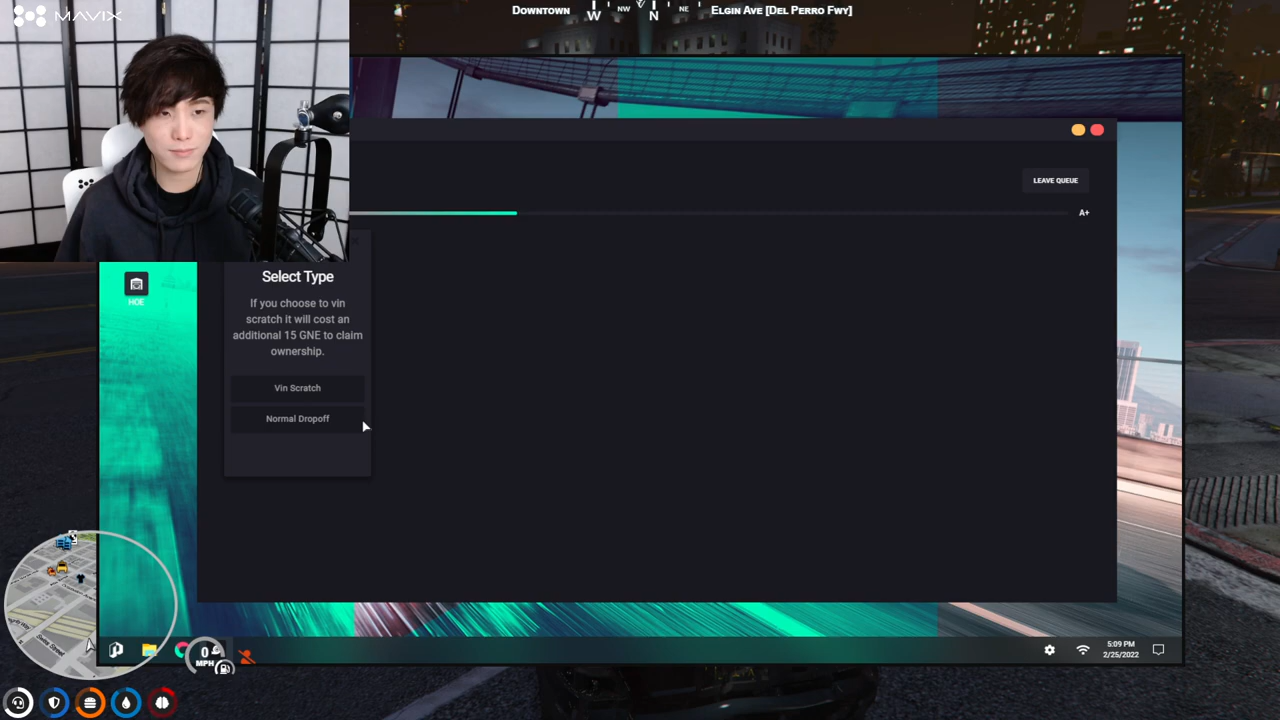 MAVIX
Downtown
W
NW
N
NE
Elgin Ave [Del Perro Fwy]
LEAVE QUEUE
A+
HOE
Select Type
If you choose to vin
scratch it will cost an
additional 15 GNE to claim
ownership.
Vin Scratch
Normal Dropoff
0
MPH
5:09 PM
2/25/2022